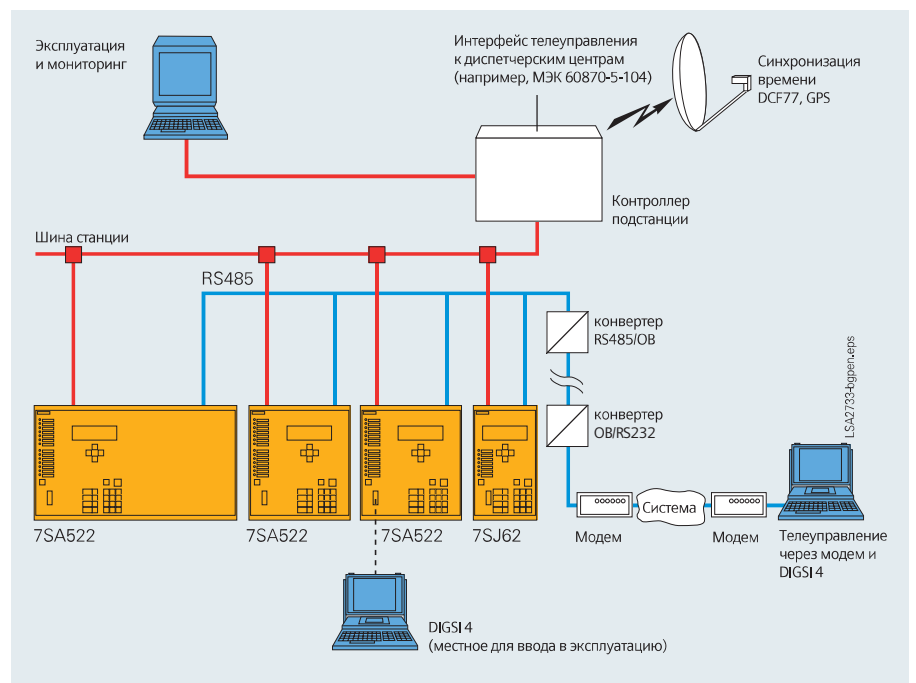 Эксплуатация
и мониторинг
Интерфейс телеуправления
к диспетчерским центрам
(например, МЭК 60870-5-104)
Синхронизация
времени
DCF77, GPS
Контроллер
подстанции
Шина станции
RS485
конвертер
RS485/ОВ
конвертер
ОВ/RS232
LSA2733-bgpen.eps
7SA522
7SA522
7SA522
7SJ62
Модем
Система
Модем
Телеуправление
через модем и
DIGSI 4
DIGSI 4
(местное для ввода в эксплуатацию)